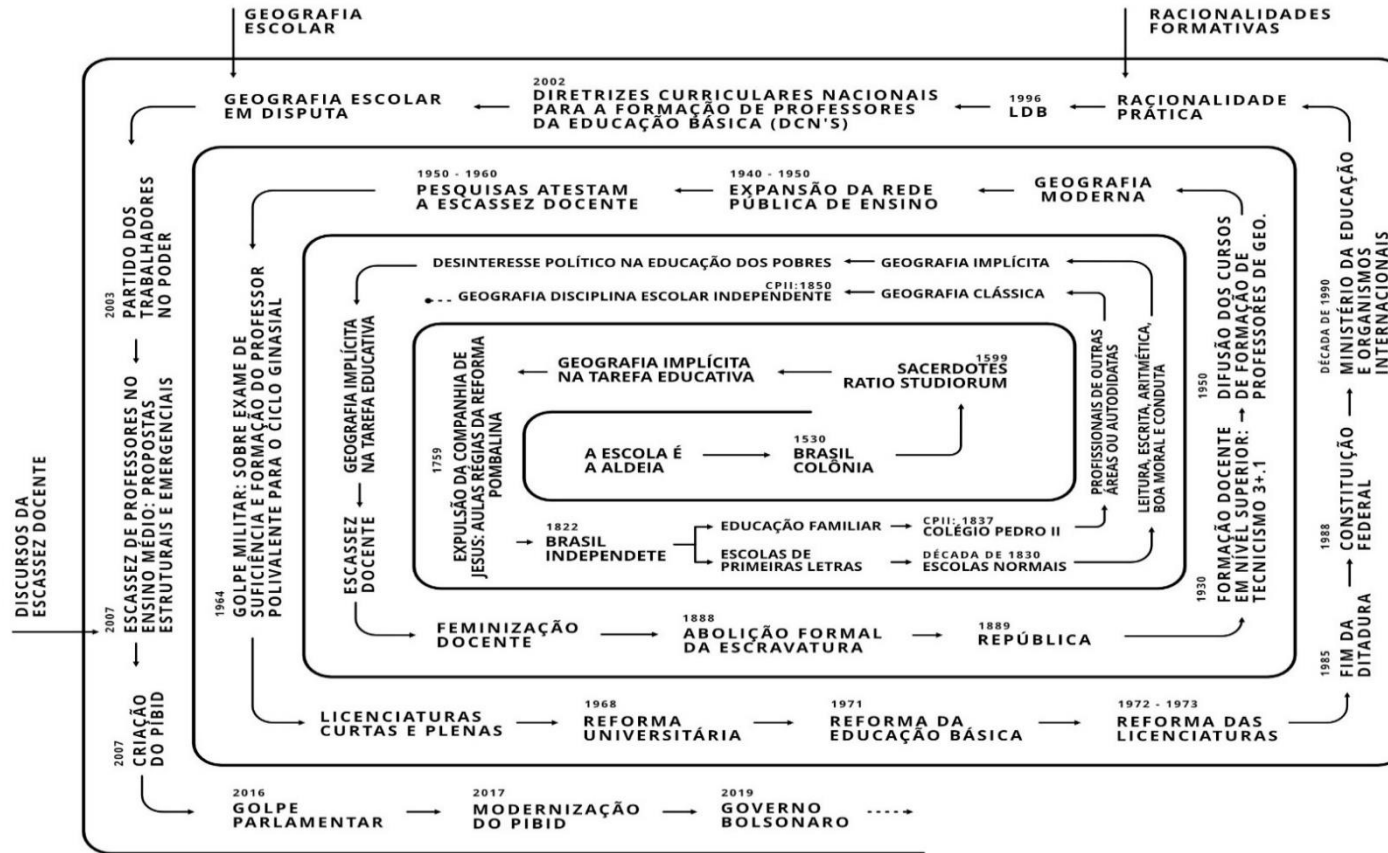 GEOGRAFIA
ESCOLAR
RACIONALIDADES
FORMATIVAS
GEOGRAFIA ESCOLAR
EM DISPUTA
2002
DIRETRIZES CURRICULARES NACIONAIS
PARA A FORMAÇÃO DE PROFESSORES
DA EDUCAÇÃO BÁSICA (DCN'S)
1996
LDB
RACIONALIDADE
PRÁTICA
1950 - 1960
PESQUISAS ATESTAM
A ESCASSEZ DOCENTE
1940 - 1950
EXPANSÃO DA REDE
PÚBLICA DE ENSINO
GEOGRAFIA
MODERNA
DESINTERESSE POLÍTICO NA EDUCAÇÃO DOS POBRES
GEOGRAFIA IMPLÍCITA
CPII:1850
GEOGRAFIA DISCIPLINA ESCOLAR INDEPENDENTE
GEOGRAFIA CLÁSSICA
GEOGRAFIA IMPLÍCITA
NA TAREFA EDUCATIVA
1599
SACERDOTES
RATIO STUDIORUM
A ESCOLA É
A ALDEIA
1530
BRASIL
COLÔNIA
1759
EXPULSÃO DA COMPANHIA DE
JESUS: AULAS RÉGIAS DA REFORMA
POMBALINA
1822
BRASIL
INDEPENDETE
EDUCAÇÃO FAMILIAR
CPII: 1837
COLÉGIO PEDRO II
ESCOLAS DE
PRIMEIRAS LETRAS
DÉCADA DE 1830
ESCOLAS NORMAIS
PROFISSIONAIS DE OUTRAS
ÁREAS OU AUTODIDATAS
LEITURA, ESCRITA, ARITMÉTICA,
BOA MORAL E CONDUTA
GEOGRAFIA IMPLÍCITA
NA TAREFA EDUCATIVA
ESCASSEZ
DOCENTE
FEMINIZAÇÃO
DOCENTE
1888
ABOLIÇÃO FORMAL
DA ESCRAVATURA
1889
REPÚBLICA
1930
FORMAÇÃO DOCENTE
EM NÍVEL SUPERIOR:
TECNICISMO 3+.1
1950
DIFUSÃO DOS CURSOS
DE FORMAÇÃO DE
PROFESSORES DE GEO.
1964
GOLPE MILITAR: SOBRE EXAME DE
SUFICIÊNCIA E FORMAÇÃO DO PROFESSOR
POLIVALENTE PARA O CICLO GINASIAL
LICENCIATURAS
CURTAS E PLENAS
1968
REFORMA
UNIVERSITÁRIA
1971
REFORMA DA
EDUCAÇÃO BÁSICA
1972 - 1973
REFORMA DAS
LICENCIATURAS
1985
FIM DA
DITADURA
1988
CONSTITUIÇÃO
FEDERAL
DÉCADA DE 1990
MINISTÉRIO DA EDUCAÇÃO
E ORGANISMOS
INTERNACIONAIS
2003
PARTIDO DOS
TRABALHADORES
NO PODER
DISCURSOS DA
ESCASSEZ DOCENTE
2007
ESCASSEZ DE PROFESSORES NO
ENSINO MÉDIO: PROPOSTAS
ESTRUTURAIS E EMERGENCIAIS
2007
CRIAÇÃO
DO PIBID
2016
GOLPE
PARLAMENTAR
2017
MODERNIZAÇÃO
DO PIBID
2019
GOVERNO
BOLSONARO